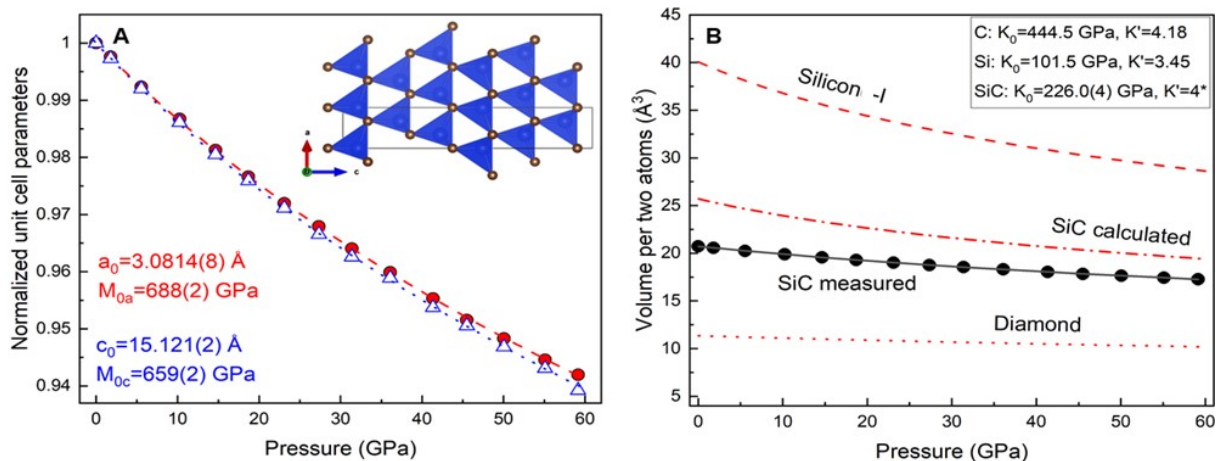 A
Normalized unit cell parameters
1
0.99
0.98
0.97
0.96
0.95
0.94
a
c
a₀=3.0814(8) Å
M₀ₐ=688(2) GPa
c₀=15.121(2) Å
M₀c=659(2) GPa
0 10 20 30 40 50 60
Pressure (GPa)
B
Volume per two atoms (Å³)
45
40
35
30
25
20
15
10
5
C: K₀=444.5 GPa, K'=4.18
Si: K₀=101.5 GPa, K'=3.45
SiC: K₀=226.0(4) GPa, K'=4*
Silicon -I
SiC calculated
SiC measured
Diamond
0 10 20 30 40 50 60
Pressure (GPa)